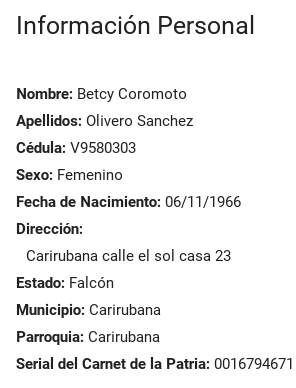 Información Personal
Nombre: Betcy Coromoto
Apellidos: Olivero Sanchez
Cédula: V9580303
Sexo: Femenino
Fecha de Nacimiento: 06/11/1966
Dirección:
Carirubana calle el sol casa 23
Estado: Falcón
Municipio: Carirubana
Parroquia: Carirubana
Serial del Carnet de la Patria: 0016794671